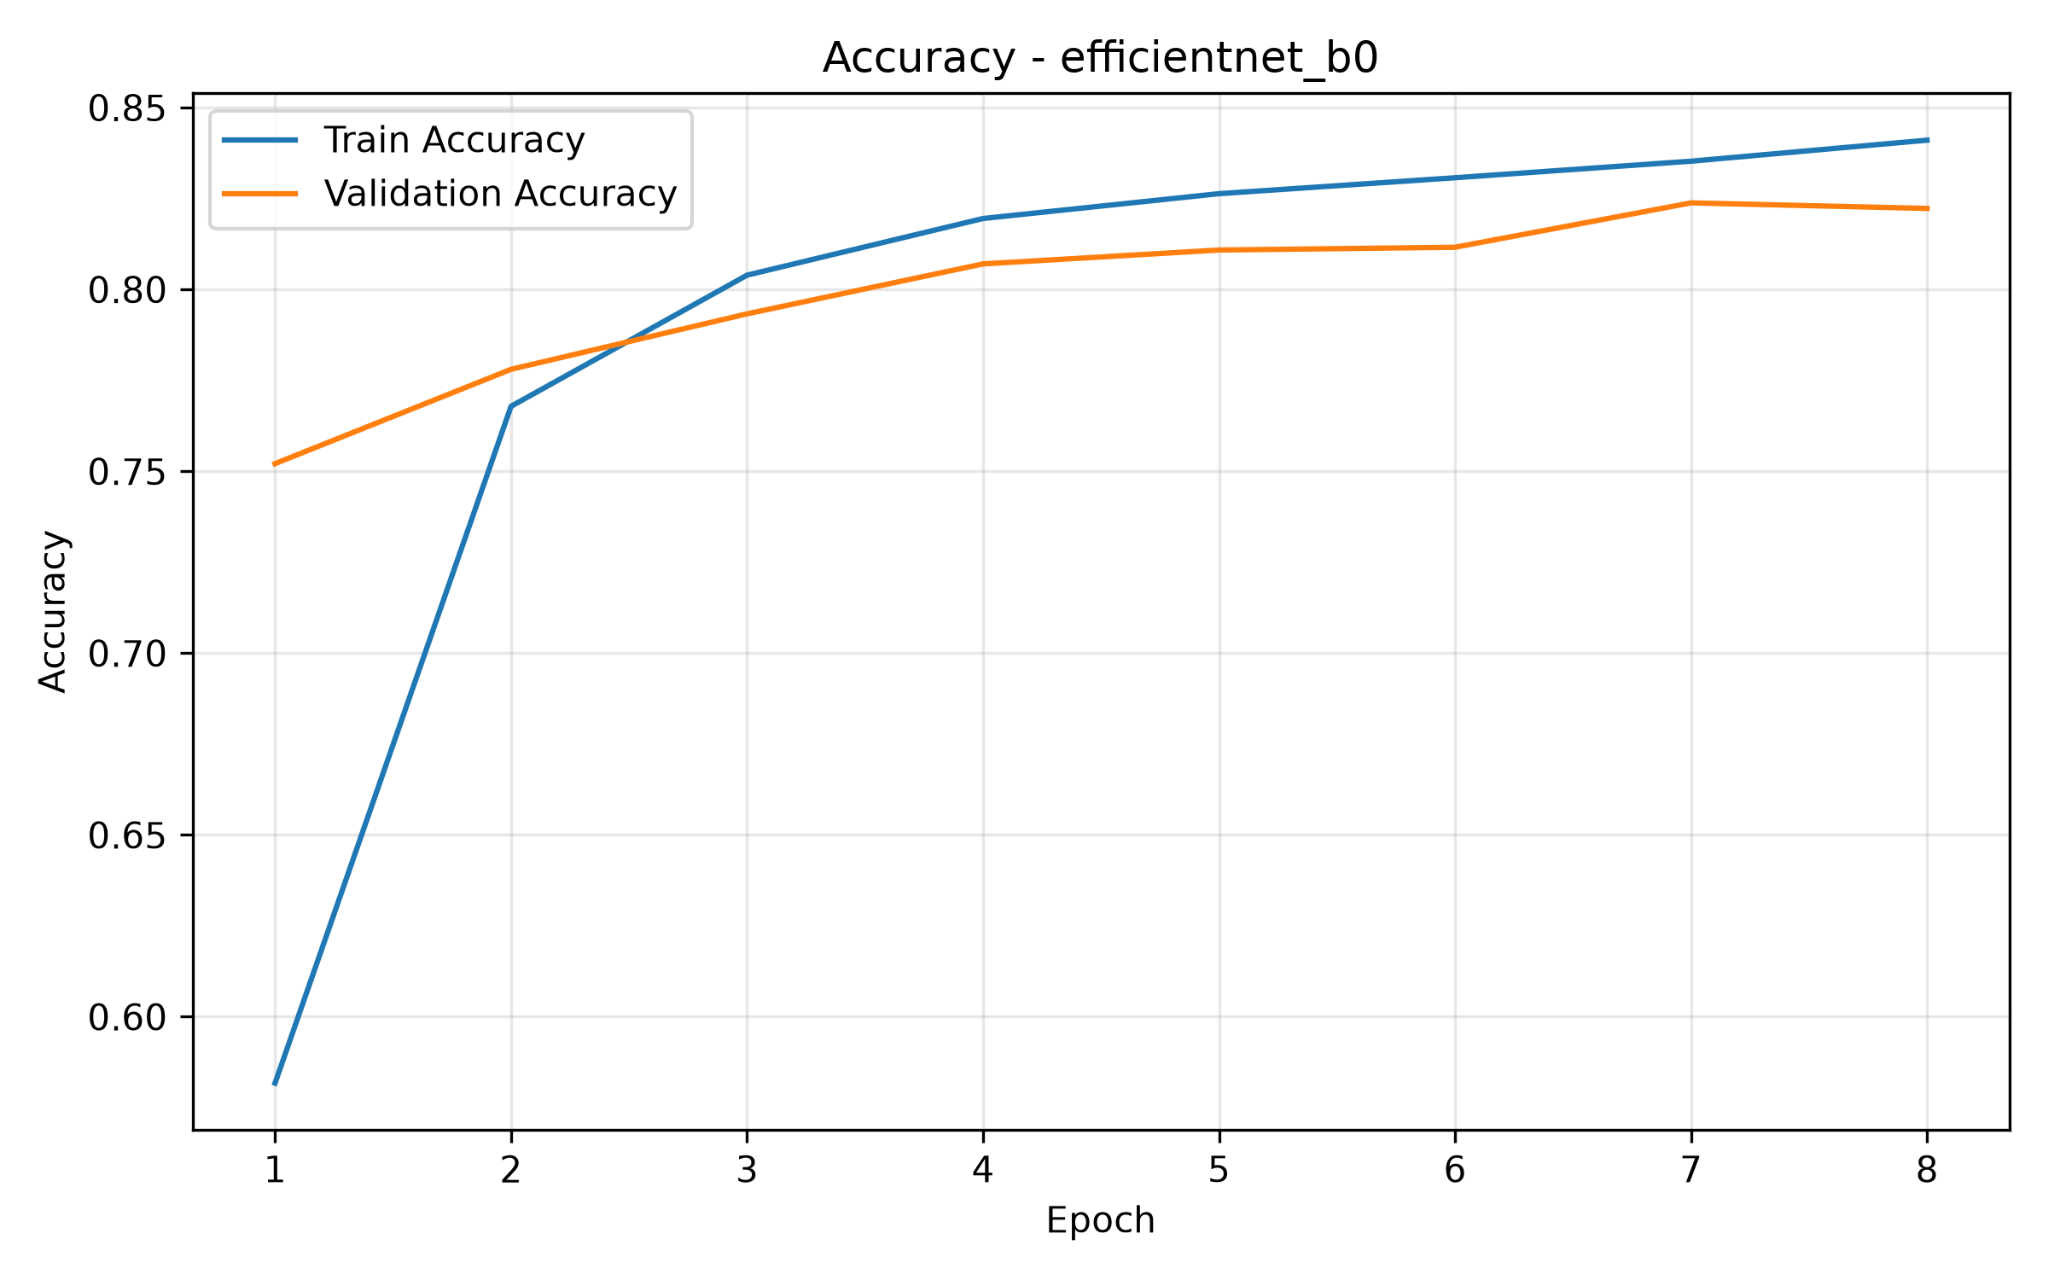 Accuracy - efficientnet_b0
Train Accuracy
Validation Accuracy
Accuracy
0.85
0.80
0.75
0.70
0.65
0.60
1 2 3 4 5 6 7 8
Epoch